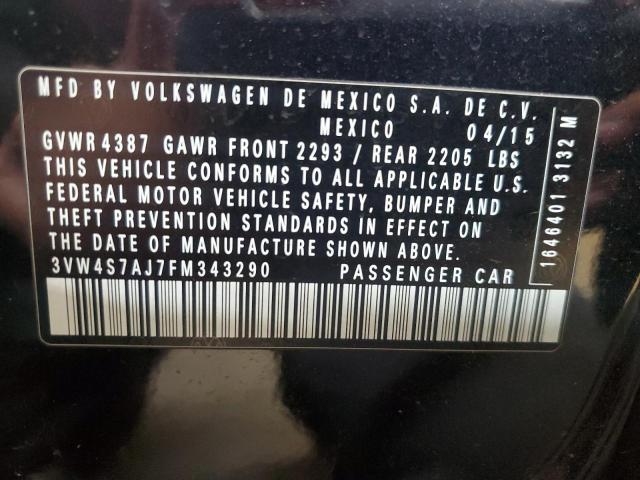 MFD BY VOLKSWAGEN DE MEXICO S.A. DE C.V.
MEXICO 04/15
GVWR 4387 GAWR FRONT 2293 / REAR 2205 LBS
THIS VEHICLE CONFORMS TO ALL APPLICABLE U.S.
FEDERAL MOTOR VEHICLE SAFETY, BUMPER AND
THEFT PREVENTION STANDARDS IN EFFECT ON
THE DATE OF MANUFACTURE SHOWN ABOVE.
3VW4S7AJ7FM343290 PASSENGER CAR
1646401 3132 M